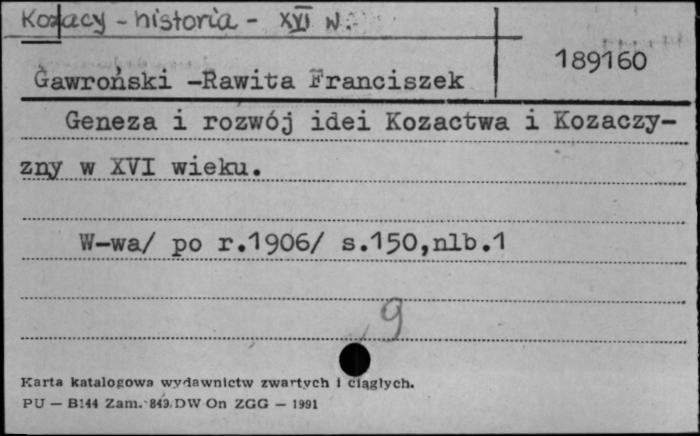 Kozacy - historia - XVI w.
189160
Gawroński -Rawita Franciszek
Geneza i rozwój idei Kozactwa i Kozaczy-
zny w XVI wieku.
W-wa/ po r.1906/ s.150,nlb.1
9
Karta katalogowa wydawnictw zwartych i ciągłych.
PU — B144 Zam. 849. DW On ZGG — 1991